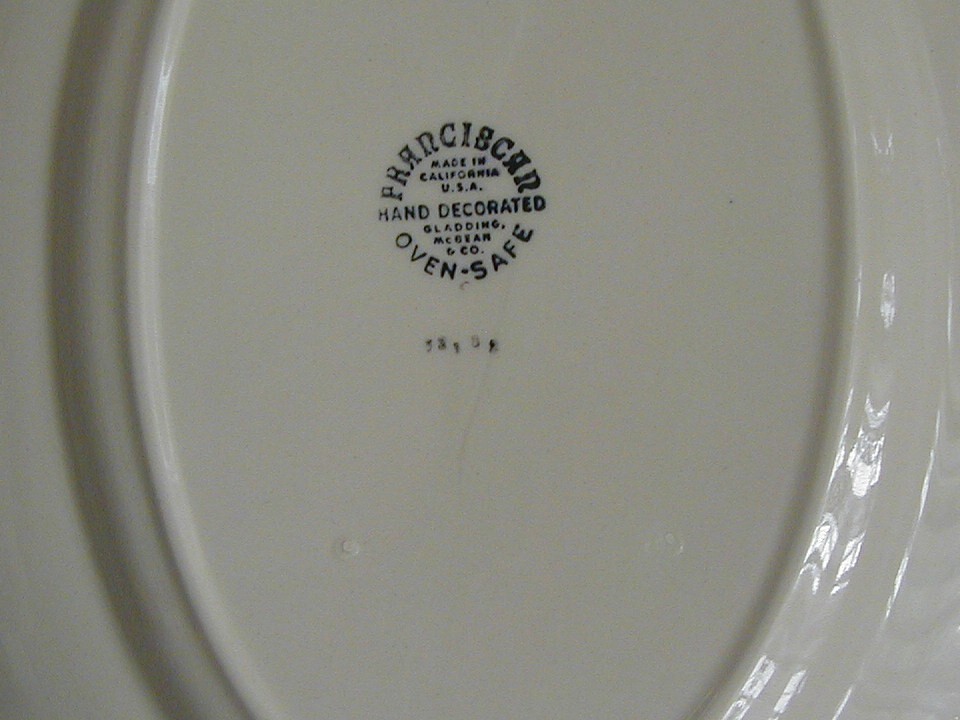 FRANCISCAN
MADE IN
CALIFORNIA
U.S.A.
HAND DECORATED
GLADDING,
McBEAN
& CO.
OVEN-SAFE